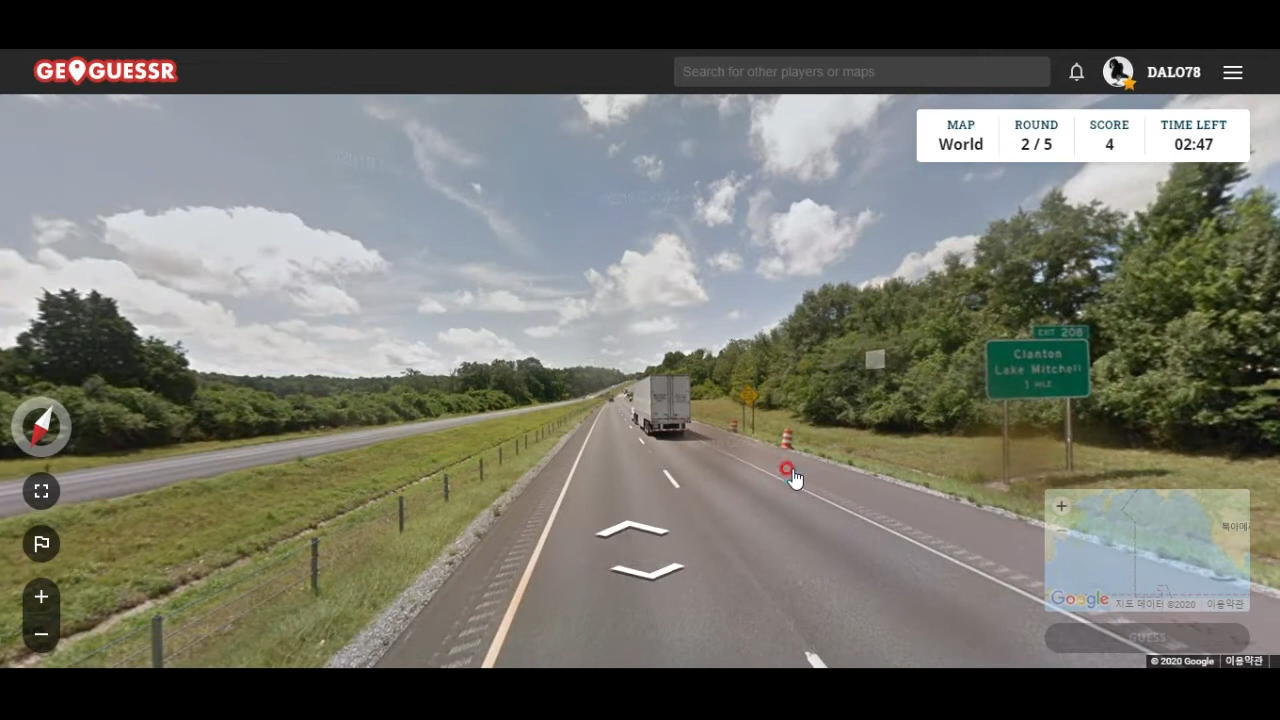 GEOGUESSR
Search for other players or maps
DALO78
MAP
World
ROUND
2 / 5
SCORE
4
TIME LEFT
02:47
EXIT 208
Clanton
Lake Mitchell
1 MILE
Google
지도 데이터 ©2020
이용약관
GUESS
© 2020 Google
이용약관